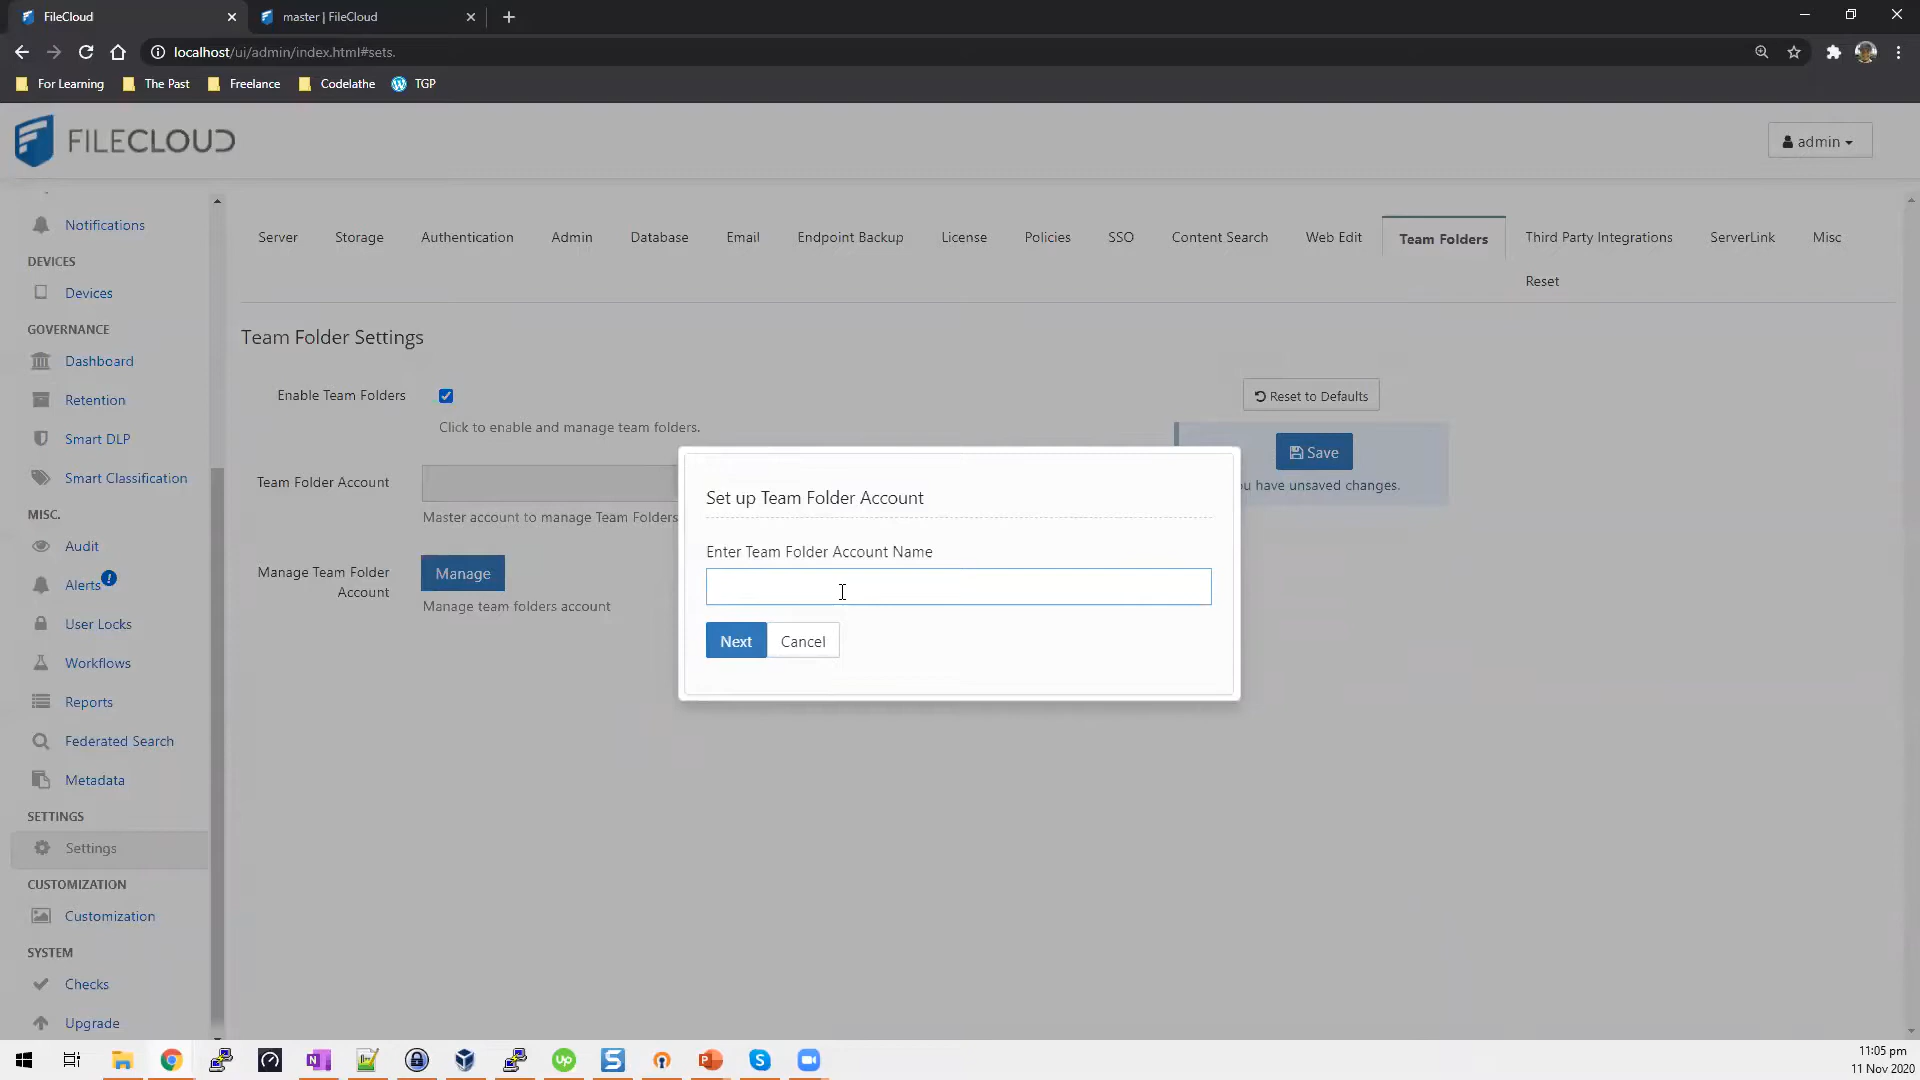 FileCloud
master | FileCloud
localhost/ui/admin/index.html#sets.
For Learning
The Past
Freelance
Codelathe
TGP
FILECLOUD
admin
Notifications
DEVICES
Devices
GOVERNANCE
Dashboard
Retention
Smart DLP
Smart Classification
MISC.
Audit
Alerts
!
User Locks
Workflows
Reports
Federated Search
Metadata
SETTINGS
Settings
CUSTOMIZATION
Customization
SYSTEM
Checks
Upgrade
Server
Storage
Authentication
Admin
Database
Email
Endpoint Backup
License
Policies
SSO
Content Search
Web Edit
Team Folders
Third Party Integrations
ServerLink
Misc
Reset
Team Folder Settings
Enable Team Folders
Click to enable and manage team folders.
Team Folder Account
Master account to manage Team Folders
Manage Team Folder
Account
Manage
Manage team folders account
Reset to Defaults
Save
ou have unsaved changes.
Set up Team Folder Account
Enter Team Folder Account Name
Next
Cancel
Up
S
11:05 pm
11 Nov 2020